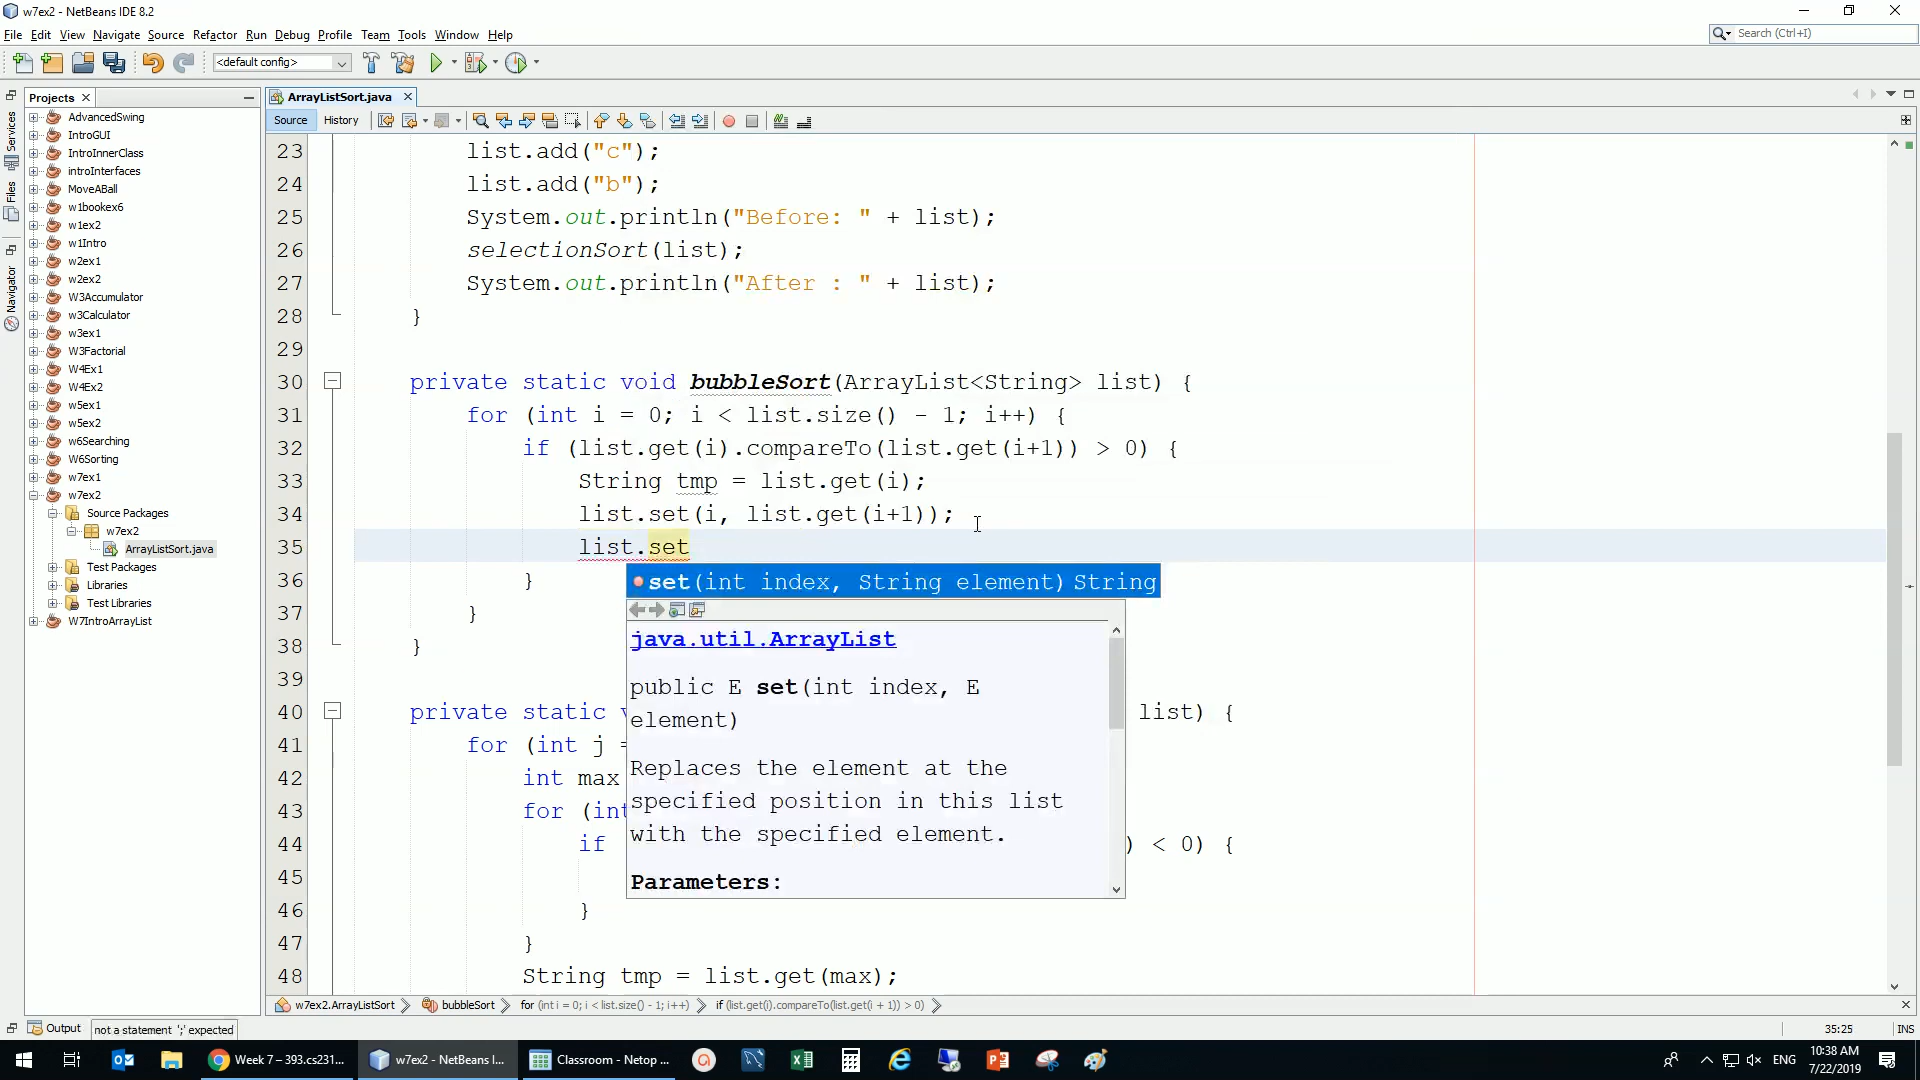 w7ex2 - NetBeans IDE 8.2
File Edit View Navigate Source Refactor Run Debug Profile Team Tools Window Help
Search (Ctrl+I)
<default config>
Projects
ArrayListSort.java
Source History
Services
Files
Navigator
AdvancedSwing
IntroGUI
IntroInnerClass
introInterfaces
MoveABall
w1bookex6
w1ex2
w1Intro
w2ex1
w2ex2
W3Accumulator
w3Calculator
w3ex1
W3Factorial
W4Ex1
W4Ex2
w5ex1
w5ex2
w6Searching
W6Sorting
w7ex1
w7ex2
Source Packages
w7ex2
ArrayListSort.java
Test Packages
Libraries
Test Libraries
W7IntroArrayList
23 list.add("c");
24 list.add("b");
25 System.out.println("Before: " + list);
26 selectionSort(list);
27 System.out.println("After : " + list);
28 }
29
30 private static void bubbleSort(ArrayList<String> list) {
31 for (int i = 0; i < list.size() - 1; i++) {
32 if (list.get(i).compareTo(list.get(i+1)) > 0) {
33 String tmp = list.get(i);
34 list.set(i, list.get(i+1));
35 list.set
36 }
37 }
38 }
39
40 private static v list) {
41 for (int j =
42 int max
43 for (int
44 if ) < 0) {
45
46 }
47 }
48 String tmp = list.get(max);
set(int index, String element) String
java.util.ArrayList
public E set(int index, E
element)
Replaces the element at the
specified position in this list
with the specified element.
Parameters:
w7ex2.ArrayListSort bubbleSort for (int i = 0; i < list.size() - 1; i++) if (list.get(i).compareTo(list.get(i + 1)) > 0)
Output not a statement ';' expected
35:25 INS
Week 7 – 393.cs231...
w7ex2 - NetBeans I...
Classroom - Netop ...
ENG
10:38 AM
7/22/2019